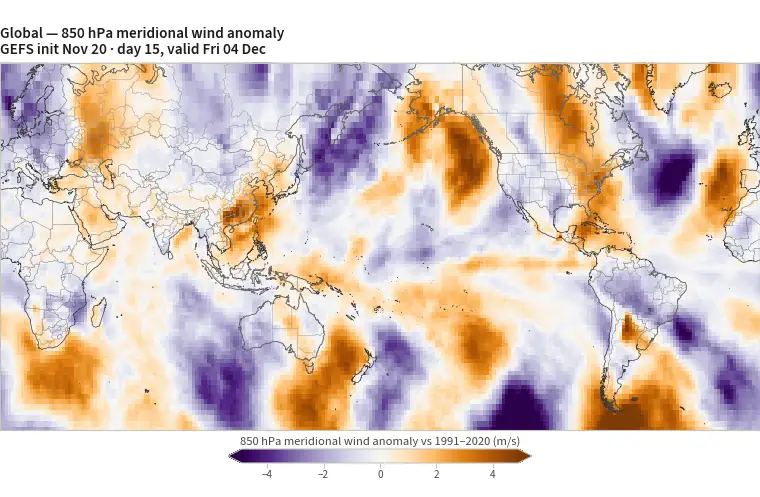 Global — 850 hPa meridional wind anomaly
GEFS init Nov 20 · day 15, valid Fri 04 Dec
850 hPa meridional wind anomaly vs 1991–2020 (m/s)
−4 −2 0 2 4